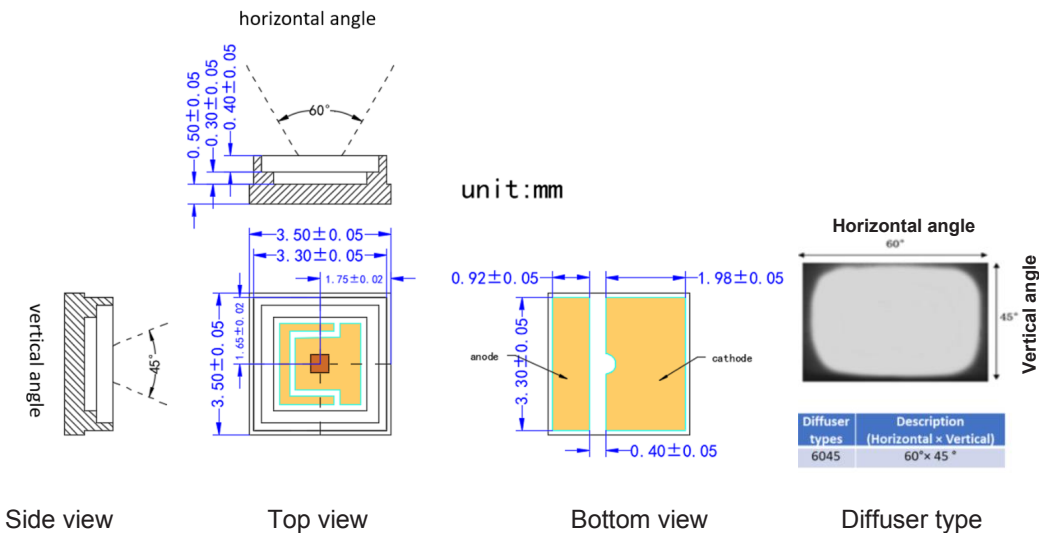 horizontal angle
0.50±0.05
0.30±0.05
0.40±0.05
60°
unit:mm
3.50±0.05
3.30±0.05
1.75±0.02
3.50±0.05
1.65±0.02
vertical angle
45°
0.92±0.05
1.98±0.05
3.30±0.05
anode
cathode
0.40±0.05
Horizontal angle
60°
45°
Vertical angle
Diffuser types
Description (Horizontal × Vertical)
6045
60°× 45 °
Side view
Top view
Bottom view
Diffuser type